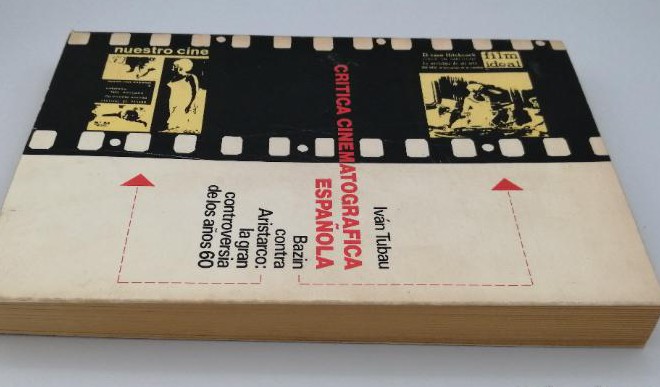 Iván Tubau
CRITICA CINEMATOGRAFICA
ESPAÑOLA
Bazin
contra
Aristarco:
la gran
controversia
de los años 60
nuestro cine
film
ideal